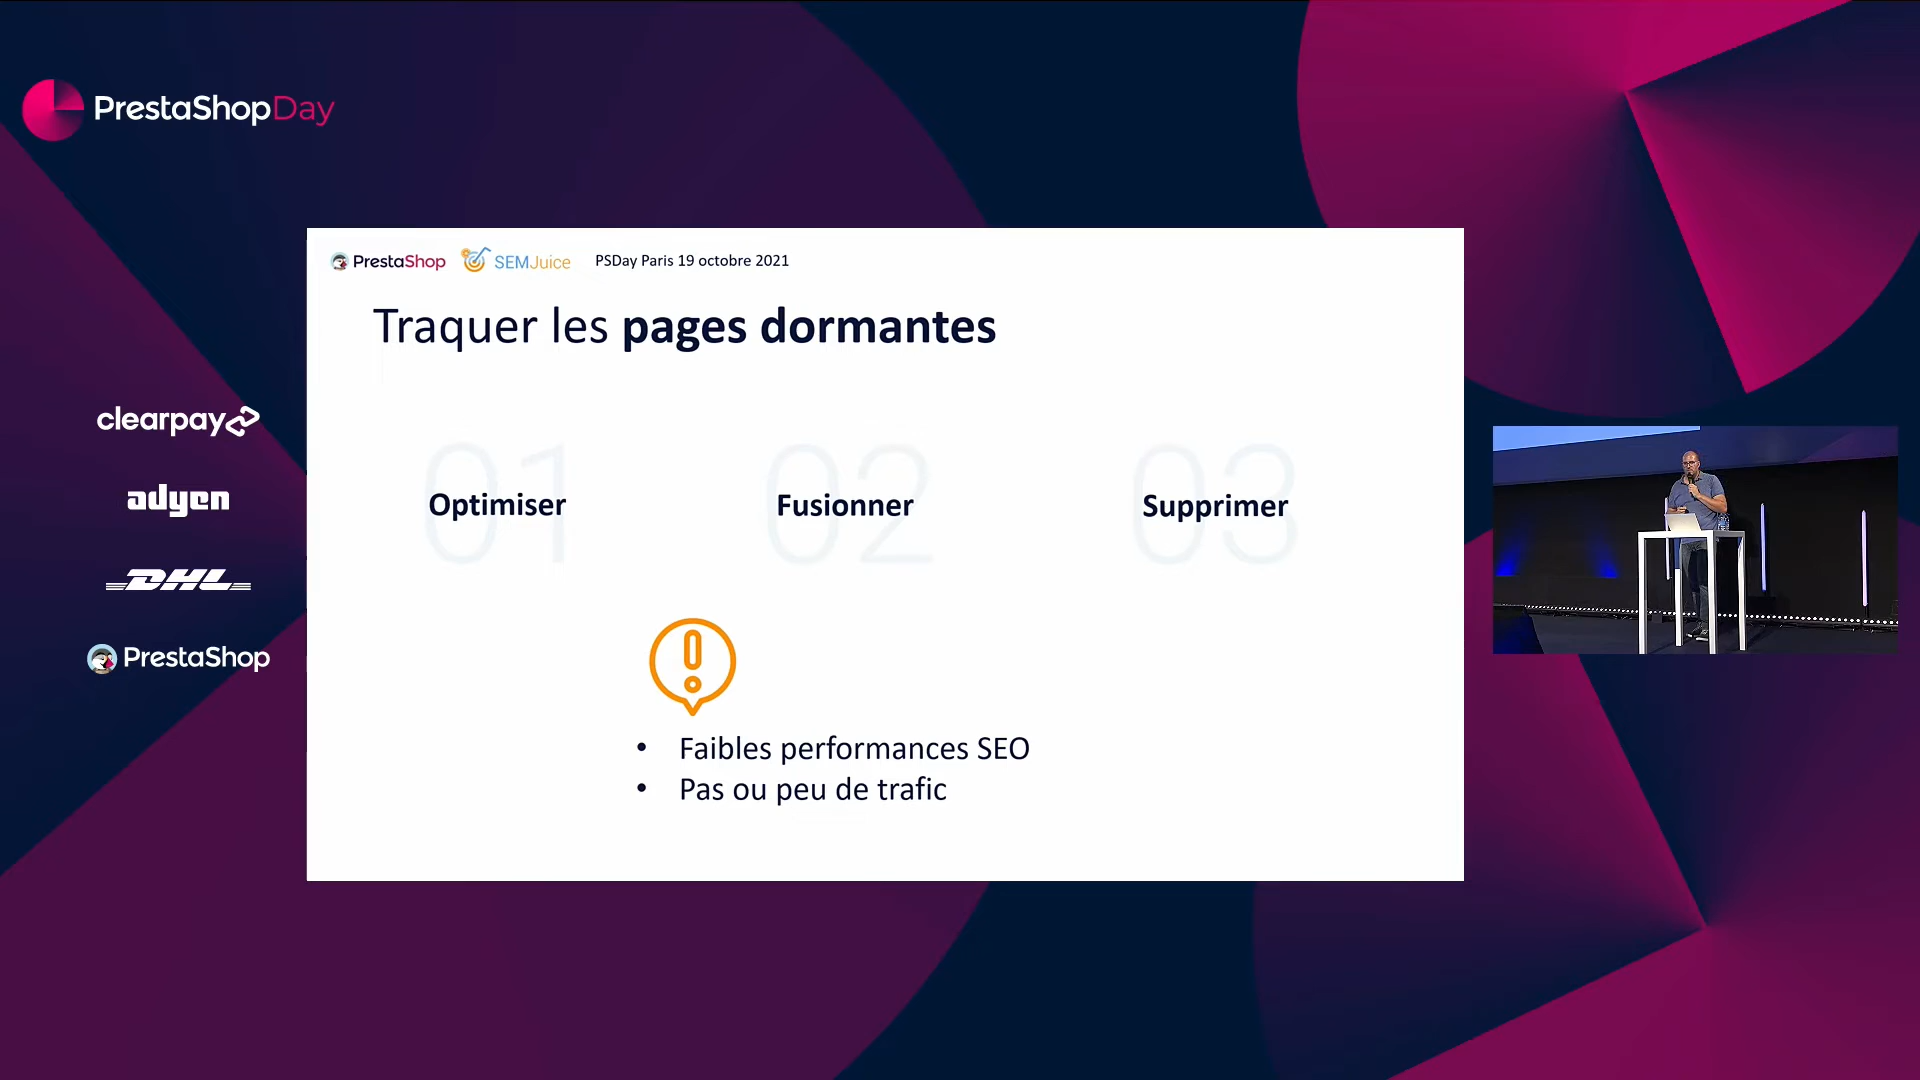 PrestaShopDay
PrestaShop SEMJuice PSDay Paris 19 octobre 2021
Traquer les pages dormantes
01 02 03
Optimiser Fusionner Supprimer
• Faibles performances SEO
• Pas ou peu de trafic
clearpay
adyen
DHL
PrestaShop